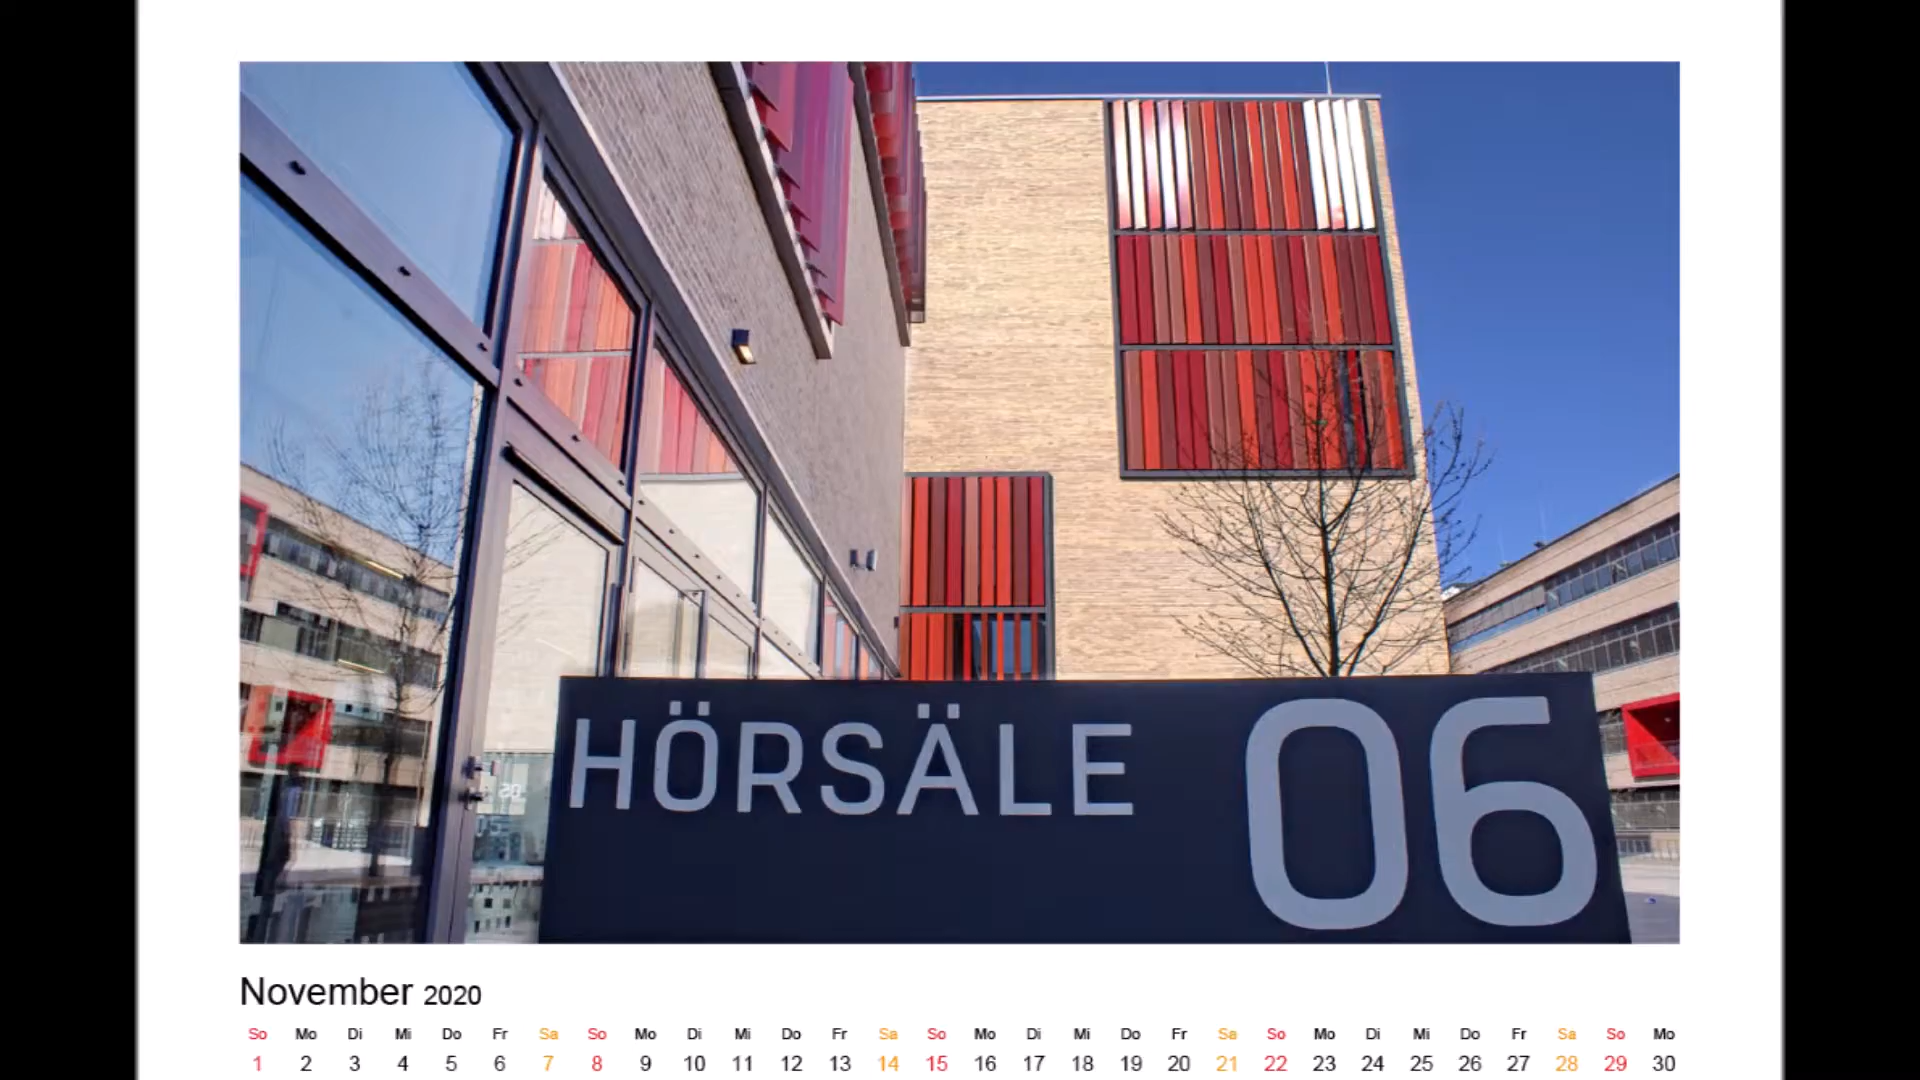 HÖRSÄLE 06
November 2020
So Mo Di Mi Do Fr Sa So Mo Di Mi Do Fr Sa So Mo Di Mi Do Fr Sa So Mo Di Mi Do Fr Sa So Mo
1 2 3 4 5 6 7 8 9 10 11 12 13 14 15 16 17 18 19 20 21 22 23 24 25 26 27 28 29 30